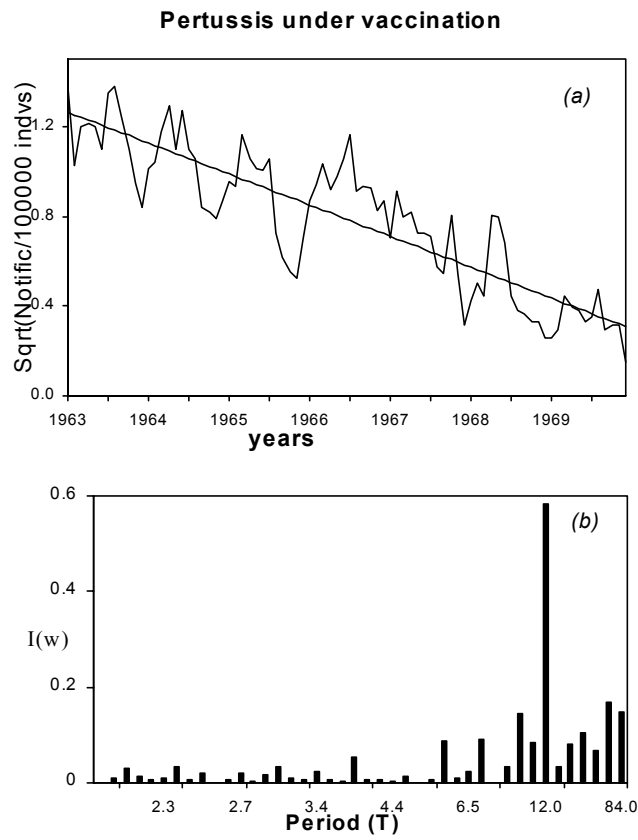 Pertussis under vaccination
(a)
Sqrt(Notific/100000 indvs)
1.2
0.8
0.4
0.0
1963 1964 1965 1966 1967 1968 1969
years
0.6
(b)
0.4
I(w)
0.2
0
2.3 2.7 3.4 4.4 6.5 12.0 84.0
Period (T)